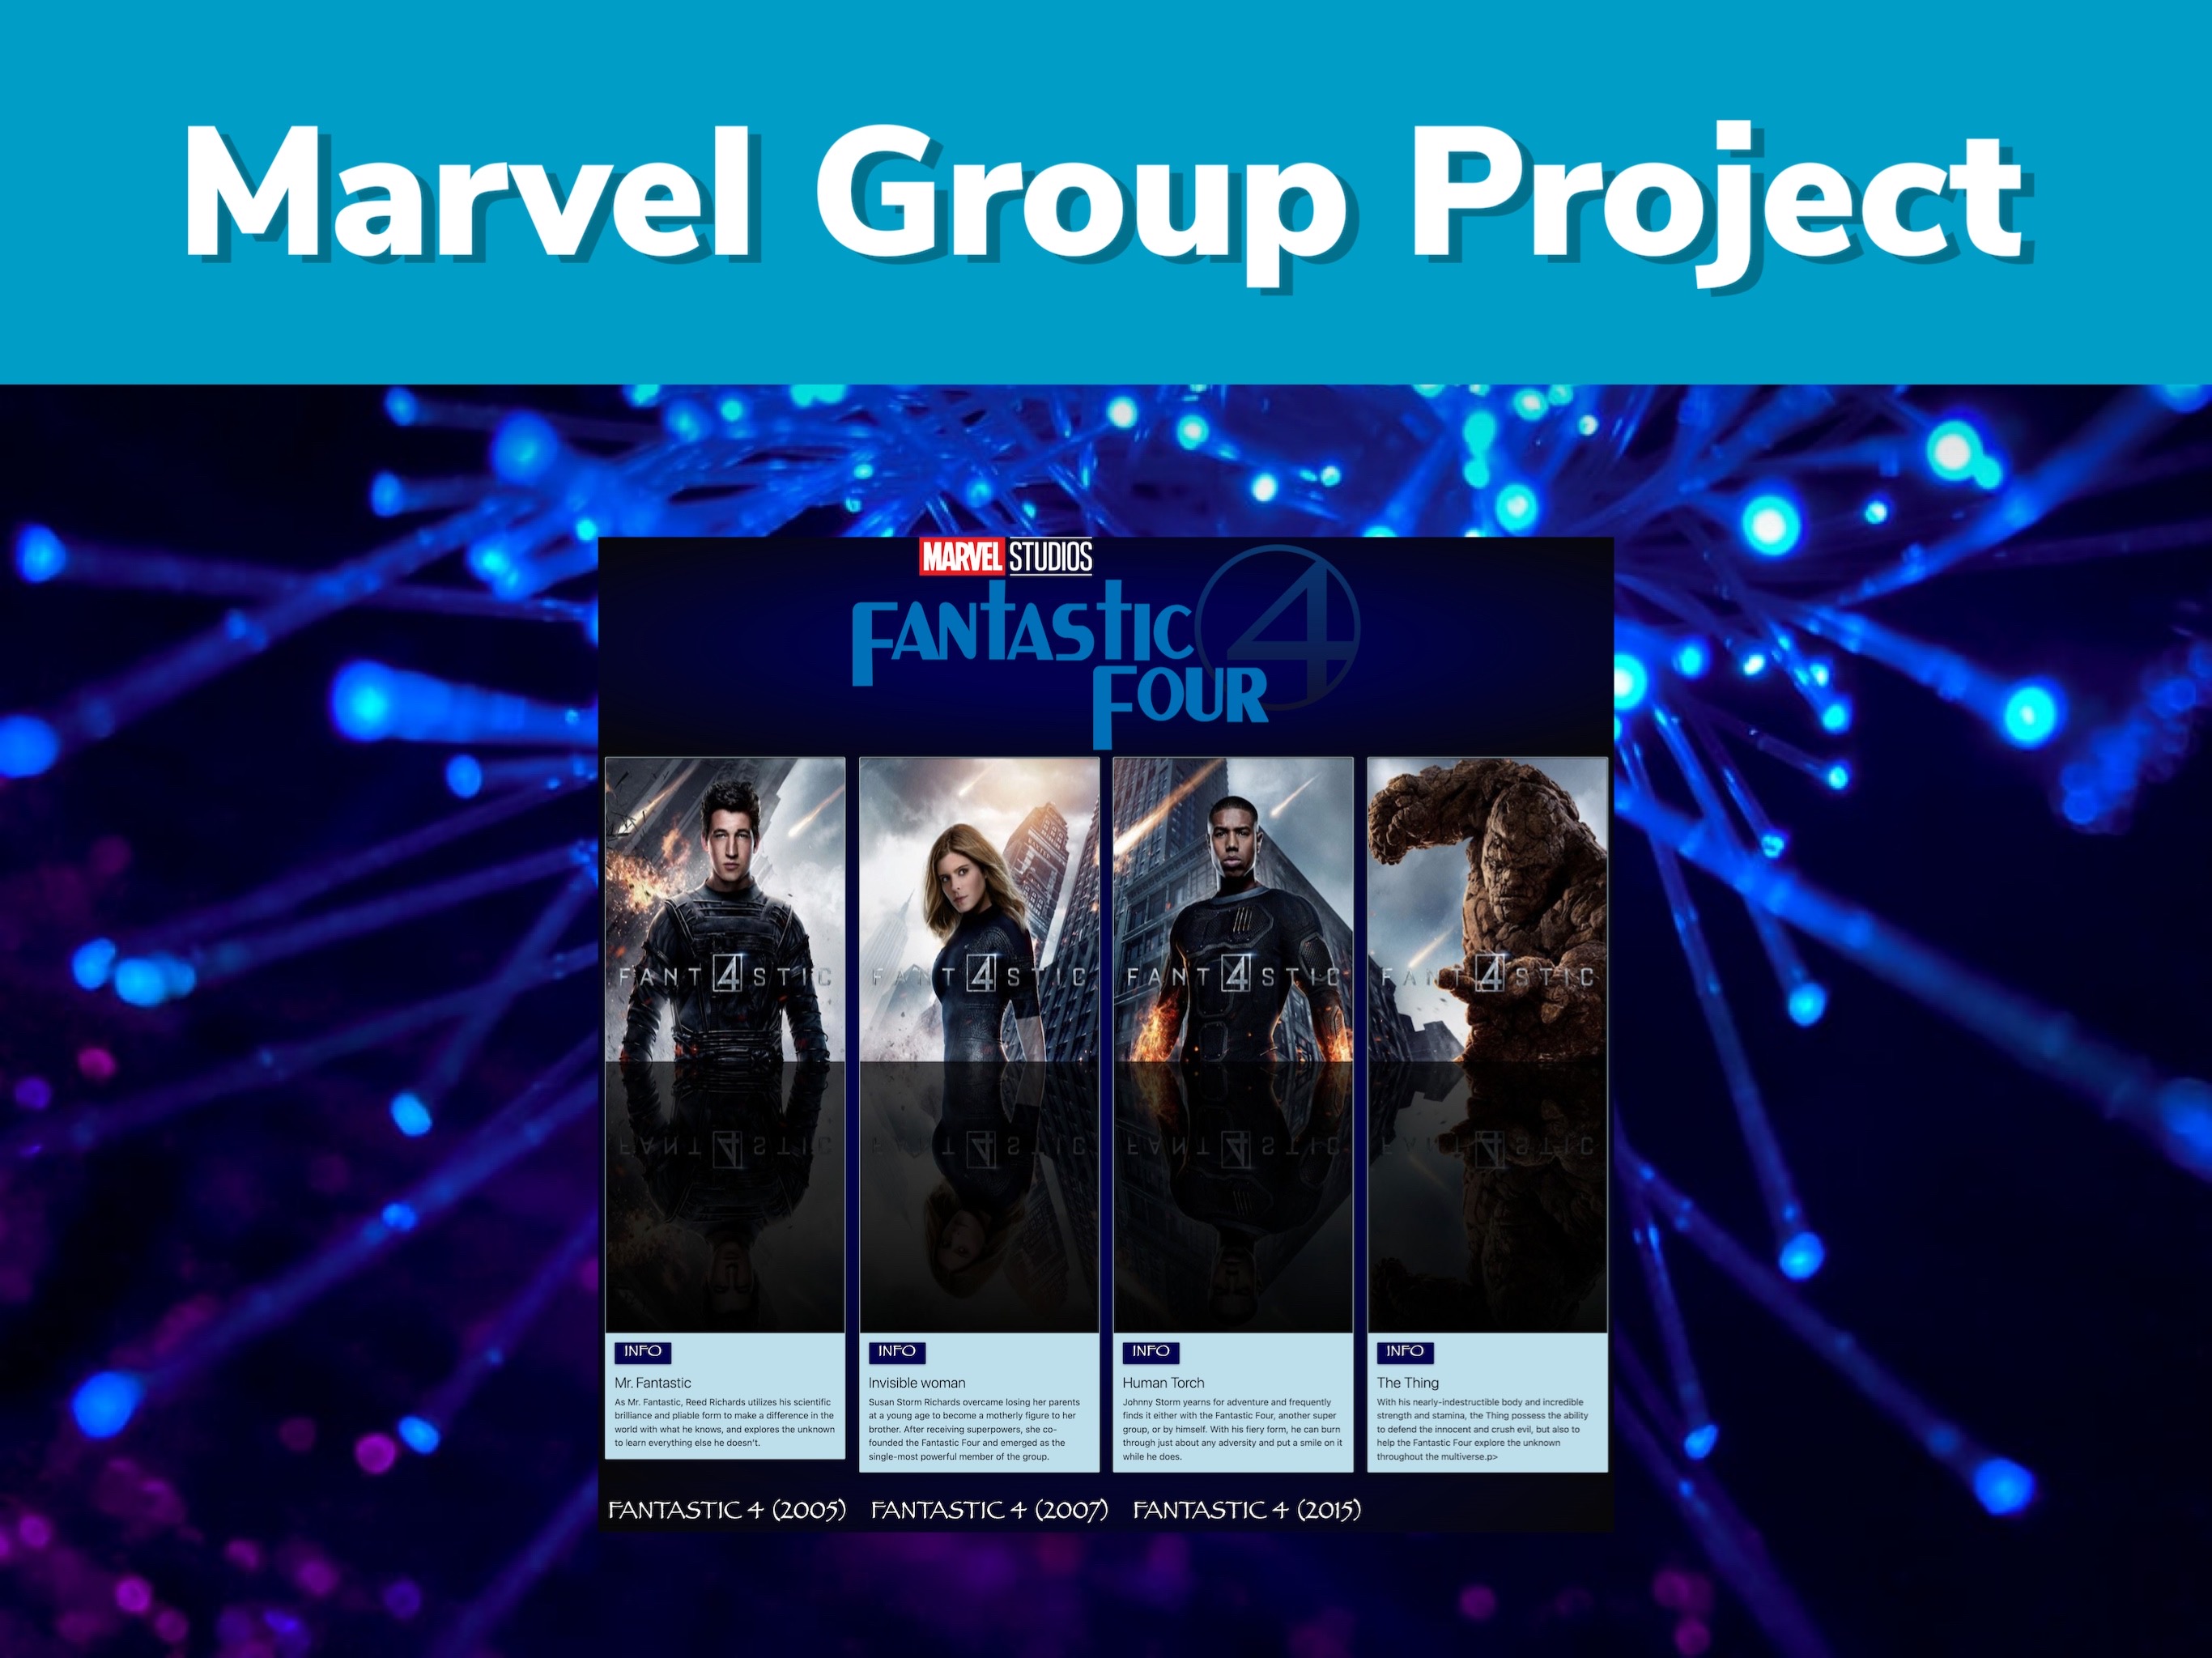 Marvel Group Project
MARVEL STUDIOS
4
FANTASTIC
FOUR
FANT4STIC
FANT4STIC
FANT4STIC
FANT4STIC
INFO
Mr. Fantastic
As Mr. Fantastic, Reed Richards utilizes his scientific
brilliance and pliable form to make a difference in the
world with what he knows, and explores the unknown
to learn everything else he doesn't.
INFO
Invisible woman
Susan Storm Richards overcame losing her parents
at a young age to become a motherly figure to her
brother. After receiving superpowers, she co-
founded the Fantastic Four and emerged as the
single-most powerful member of the group.
INFO
Human Torch
Johnny Storm yearns for adventure and frequently
finds it either with the Fantastic Four, another super
group, or by himself. With his fiery form, he can burn
through just about any adversity and put a smile on it
while he does.
INFO
The Thing
With his nearly-indestructible body and incredible
strength and stamina, the Thing possess the ability
to defend the innocent and crush evil, but also to
help the Fantastic Four explore the unknown
throughout the multiverse.p>
FANTASTIC 4 (2005) FANTASTIC 4 (2007) FANTASTIC 4 (2015)